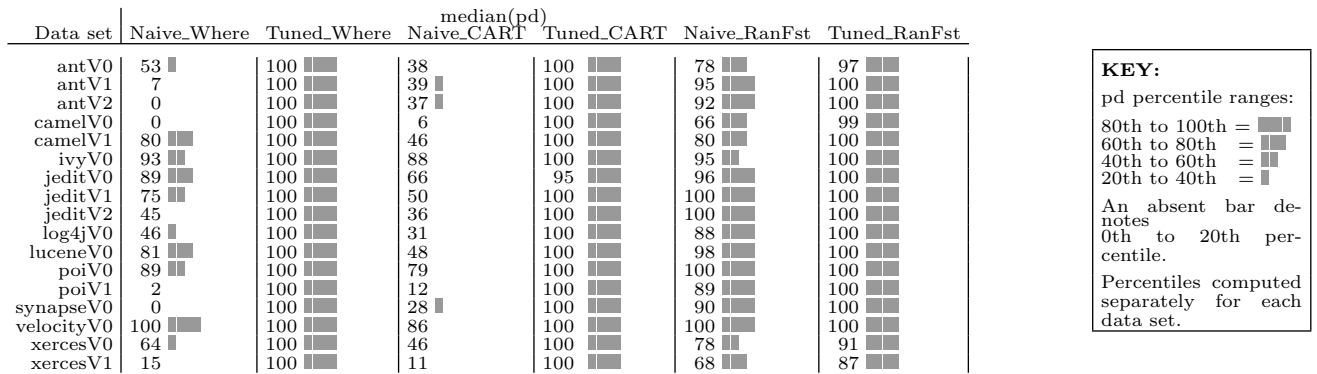 median(pd)
Data set Naive_Where Tuned_Where Naive_CART Tuned_CART Naive_RanFst Tuned_RanFst
antV0 53 100 38 100 78 97
antV1 7 100 39 100 95 100
antV2 0 100 37 100 92 100
camelV0 0 100 6 100 66 99
camelV1 80 100 46 100 80 100
ivyV0 93 100 88 100 95 100
jeditV0 89 100 66 95 96 100
jeditV1 75 100 50 100 100 100
jeditV2 45 100 36 100 100 100
log4jV0 46 100 31 100 88 100
luceneV0 81 100 48 100 98 100
poiV0 89 100 79 100 100 100
poiV1 2 100 12 100 89 100
synapseV0 0 100 28 100 90 100
velocityV0 100 100 86 100 100 100
xercesV0 64 100 46 100 78 91
xercesV1 15 100 11 100 68 87
KEY:
pd percentile ranges:
80th to 100th =
60th to 80th =
40th to 60th =
20th to 40th =
An absent bar de-
notes
0th to 20th per-
centile.
Percentiles computed
separately for each
data set.